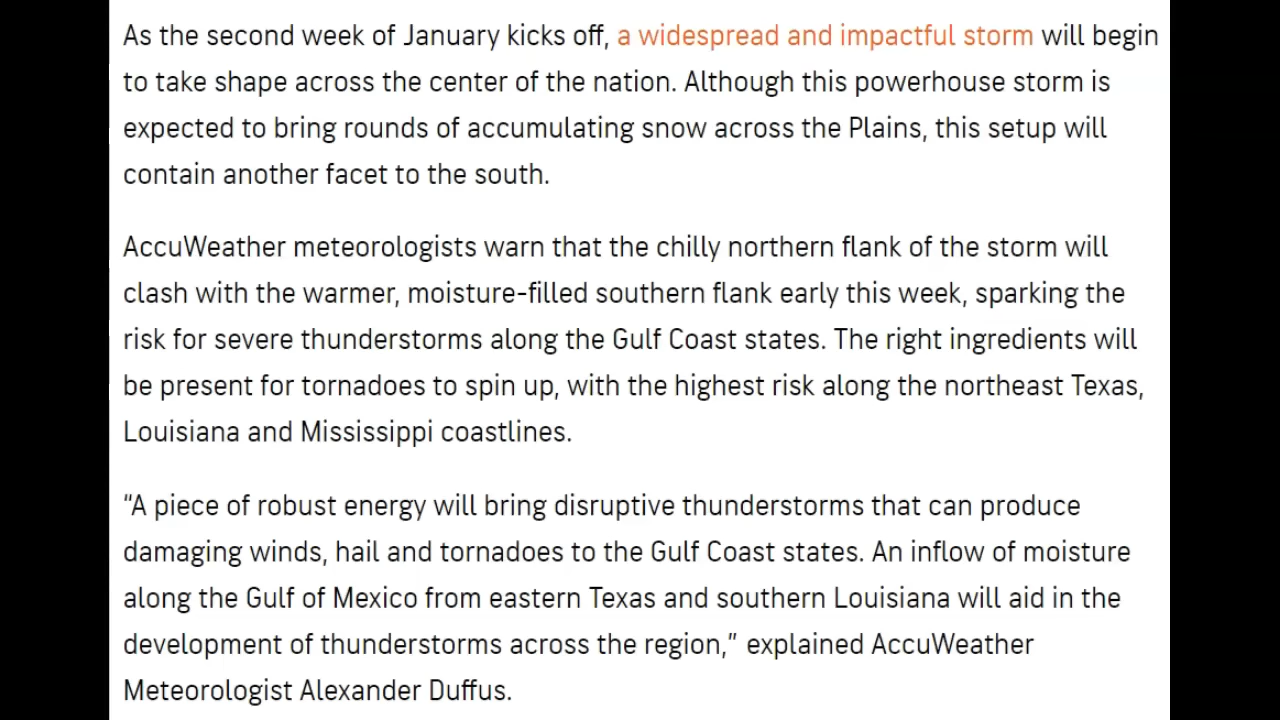 As the second week of January kicks off, a widespread and impactful storm will begin
to take shape across the center of the nation. Although this powerhouse storm is
expected to bring rounds of accumulating snow across the Plains, this setup will
contain another facet to the south.
AccuWeather meteorologists warn that the chilly northern flank of the storm will
clash with the warmer, moisture-filled southern flank early this week, sparking the
risk for severe thunderstorms along the Gulf Coast states. The right ingredients will
be present for tornadoes to spin up, with the highest risk along the northeast Texas,
Louisiana and Mississippi coastlines.
“A piece of robust energy will bring disruptive thunderstorms that can produce
damaging winds, hail and tornadoes to the Gulf Coast states. An inflow of moisture
along the Gulf of Mexico from eastern Texas and southern Louisiana will aid in the
development of thunderstorms across the region,” explained AccuWeather
Meteorologist Alexander Duffus.